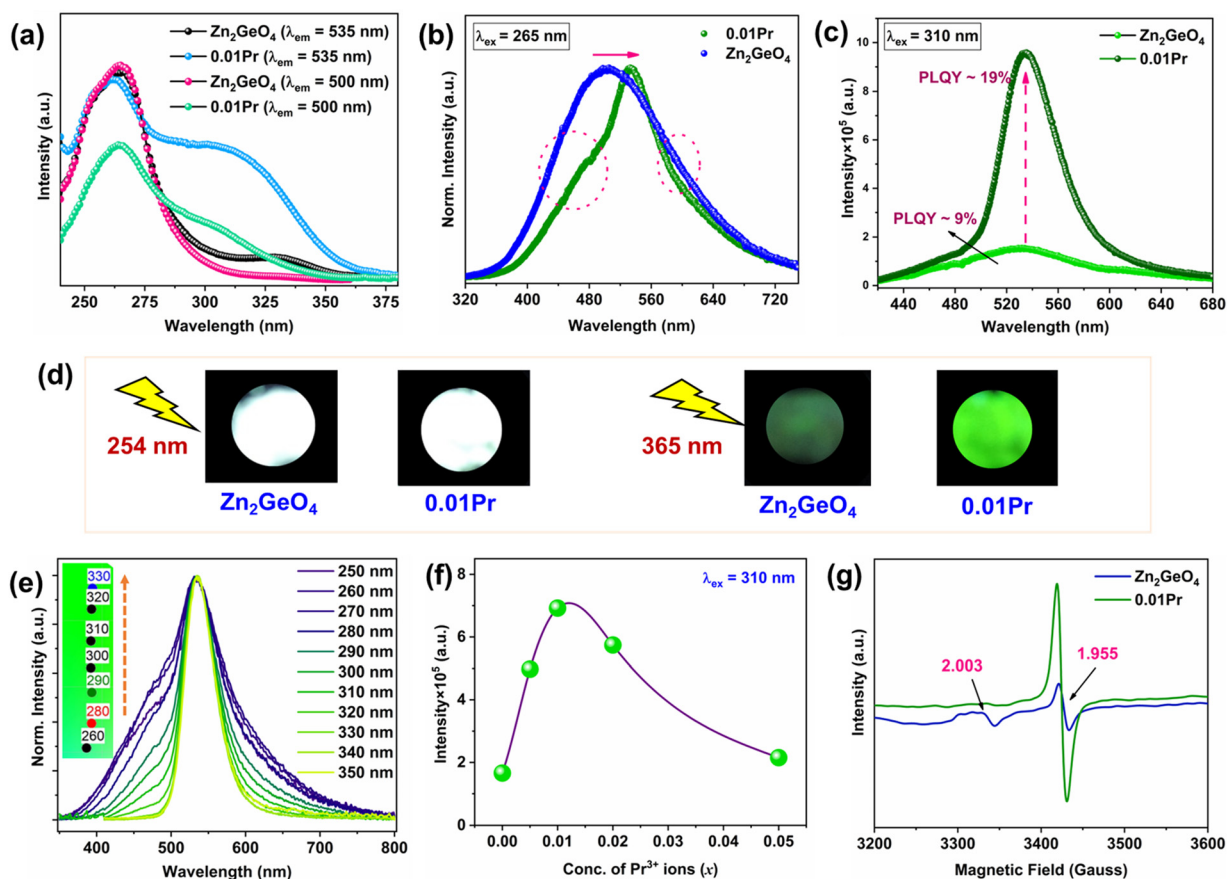 (a)
Zn₂GeO₄ (λem = 535 nm)
0.01Pr (λem = 535 nm)
Zn₂GeO₄ (λem = 500 nm)
0.01Pr (λem = 500 nm)
Intensity (a.u.)
250 275 300 325 350 375
Wavelength (nm)
(b)
λex = 265 nm
0.01Pr
Zn₂GeO₄
Norm. Intensity (a.u.)
320 400 480 560 640 720
Wavelength (nm)
(c)
λex = 310 nm
Zn₂GeO₄
0.01Pr
PLQY ~ 19%
PLQY ~ 9%
Intensity×10⁵ (a.u.)
10
8
6
4
2
0
440 480 520 560 600 640 680
Wavelength (nm)
(d)
254 nm
Zn₂GeO₄
0.01Pr
365 nm
Zn₂GeO₄
0.01Pr
(e)
330
320
310
300
290
280
260
250 nm
260 nm
270 nm
280 nm
290 nm
300 nm
310 nm
320 nm
330 nm
340 nm
350 nm
Norm. Intensity (a.u.)
400 500 600 700 800
Wavelength (nm)
(f)
λex = 310 nm
Intensity×10⁵ (a.u.)
8
6
4
2
0
0.00 0.01 0.02 0.03 0.04 0.05
Conc. of Pr³⁺ ions (x)
(g)
Zn₂GeO₄
0.01Pr
2.003
1.955
Intensity (a.u.)
3200 3300 3400 3500 3600
Magnetic Field (Gauss)